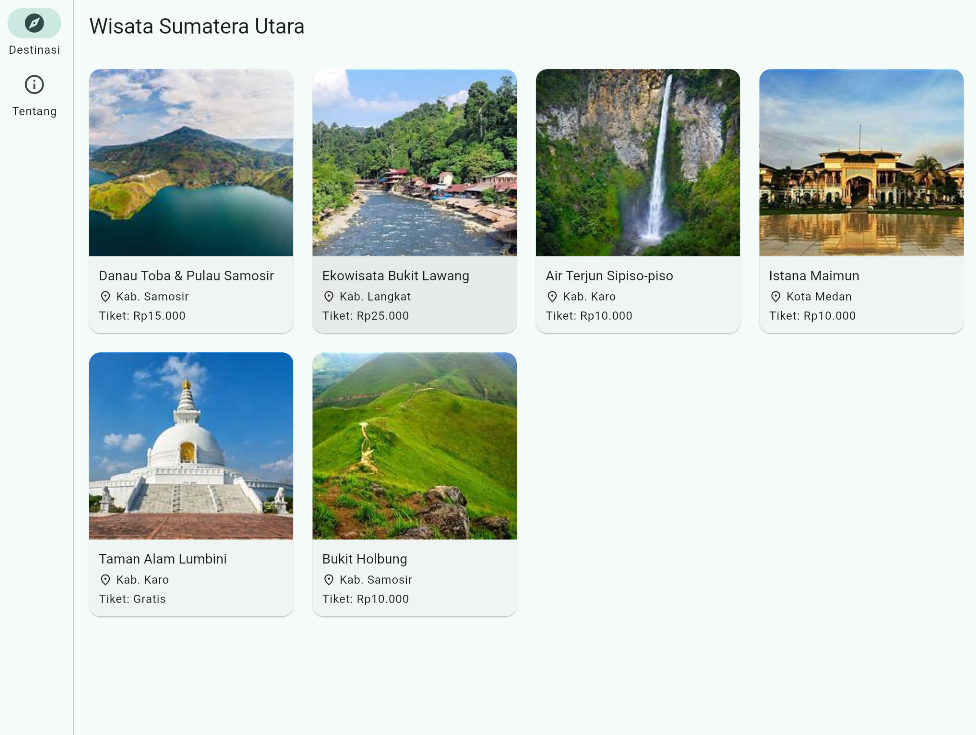 Destinasi
Tentang
Wisata Sumatera Utara
Danau Toba & Pulau Samosir
Kab. Samosir
Tiket: Rp15.000
Ekowisata Bukit Lawang
Kab. Langkat
Tiket: Rp25.000
Air Terjun Sipiso-piso
Kab. Karo
Tiket: Rp10.000
Istana Maimun
Kota Medan
Tiket: Rp10.000
Taman Alam Lumbini
Kab. Karo
Tiket: Gratis
Bukit Holbung
Kab. Samosir
Tiket: Rp10.000